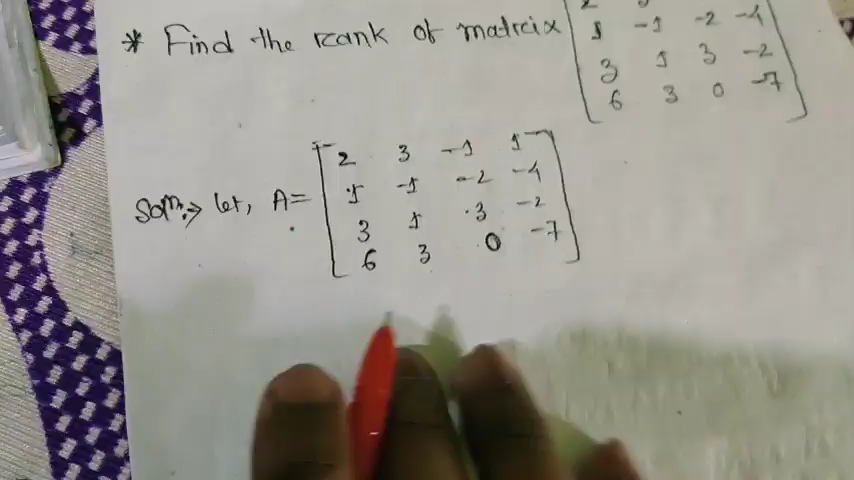 * Find the rank of matrix
1 -1 -2 -4
3 1 3 -2
6 3 0 -7
Soln:→ let, A= [2 3 -1 1
1 -1 -2 -4
3 1 3 -2
6 3 0 -7]